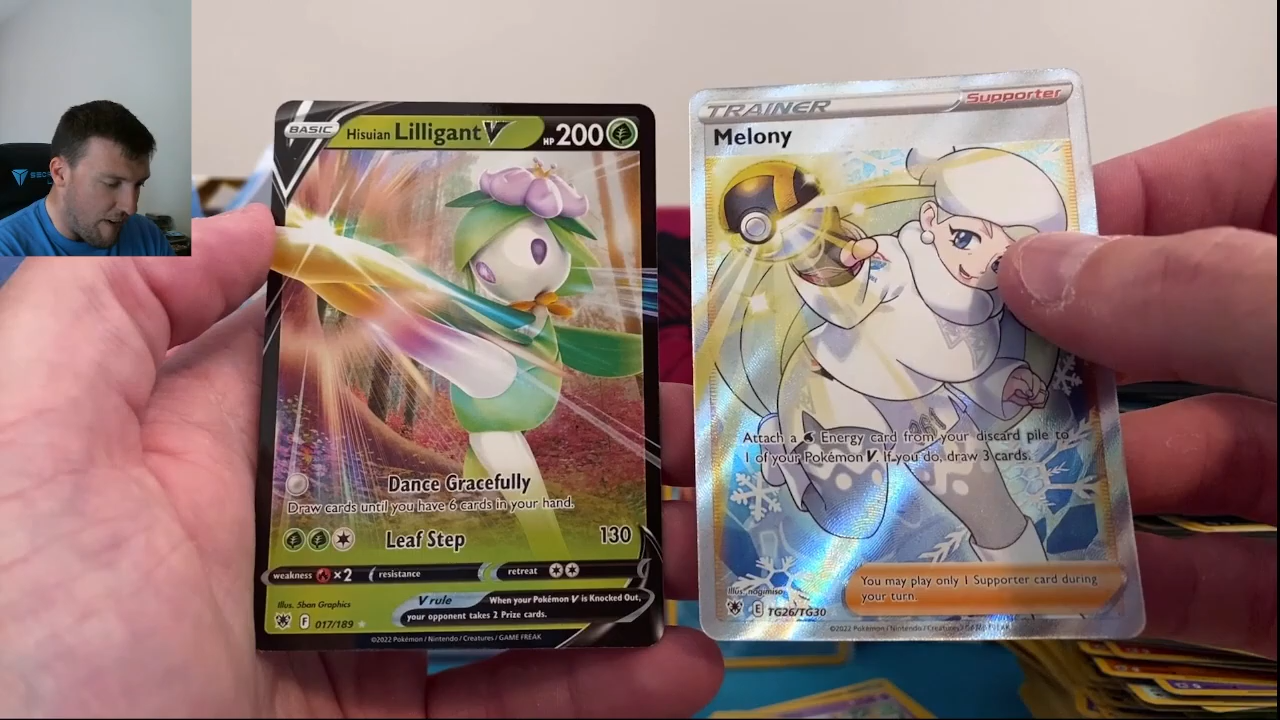 BASIC
Hisuian Lilligant V
HP 200
Dance Gracefully
Draw cards until you have 6 cards in your hand.
Leaf Step 130
weakness ×2 resistance retreat
V rule When your Pokémon V is Knocked Out,
your opponent takes 2 Prize cards.
Illus. 5ban Graphics
F 017/189
©2022 Pokémon / Nintendo / Creatures / GAME FREAK
TRAINER Supporter
Melony
Attach a Energy card from your discard pile to
1 of your Pokémon V. If you do, draw 3 cards.
You may play only 1 Supporter card during
your turn.
Illus. nagimiso
E TG26/TG30
©2022 Pokémon / Nintendo / Creatures / GAME FREAK